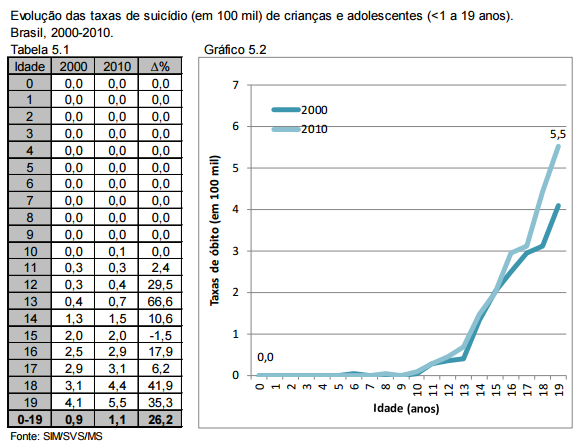 Evolução das taxas de suicídio (em 100 mil) de crianças e adolescentes (<1 a 19 anos).
Brasil, 2000-2010.
Tabela 5.1
Idade 2000 2010 Δ%
0 0,0 0,0 0,0
1 0,0 0,0 0,0
2 0,0 0,0 0,0
3 0,0 0,0 0,0
4 0,0 0,0 0,0
5 0,0 0,0 0,0
6 0,0 0,0 0,0
7 0,0 0,0 0,0
8 0,0 0,0 0,0
9 0,0 0,0 0,0
10 0,0 0,1 0,0
11 0,3 0,3 2,4
12 0,3 0,4 29,5
13 0,4 0,7 66,6
14 1,3 1,5 10,6
15 2,0 2,0 -1,5
16 2,5 2,9 17,9
17 2,9 3,1 6,2
18 3,1 4,4 41,9
19 4,1 5,5 35,3
0-19 0,9 1,1 26,2
Fonte: SIM/SVS/MS
Gráfico 5.2
Taxas de óbito (em 100 mil)
7
6
5
4
3
2
1
0
2000
2010
5,5
0,0
0 1 2 3 4 5 6 7 8 9 10 11 12 13 14 15 16 17 18 19
Idade (anos)